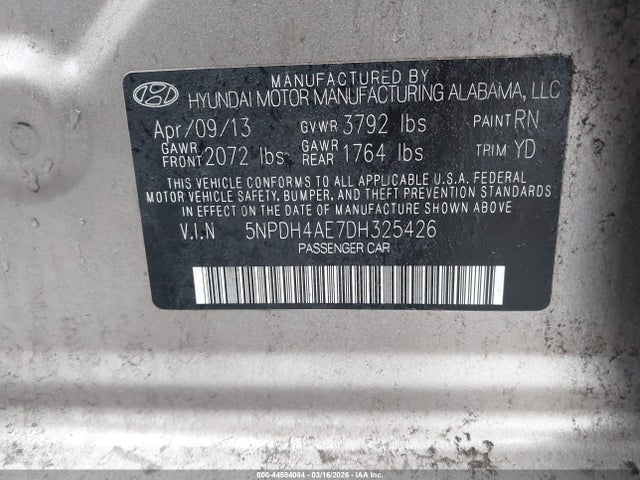 MANUFACTURED BY
HYUNDAI MOTOR MANUFACTURING ALABAMA, LLC
Apr/09/13 GVWR 3792 lbs PAINT RN
GAWR FRONT 2072 lbs GAWR REAR 1764 lbs TRIM YD
THIS VEHICLE CONFORMS TO ALL APPLICABLE U.S.A. FEDERAL
MOTOR VEHICLE SAFETY, BUMPER, AND THEFT PREVENTION STANDARDS
IN EFFECT ON THE DATE OF MANUFACTURE SHOWN ABOVE
V.I.N 5NPDH4AE7DH325426
PASSENGER CAR
000-44584084 - 03/16/2026 - IAAI.COM